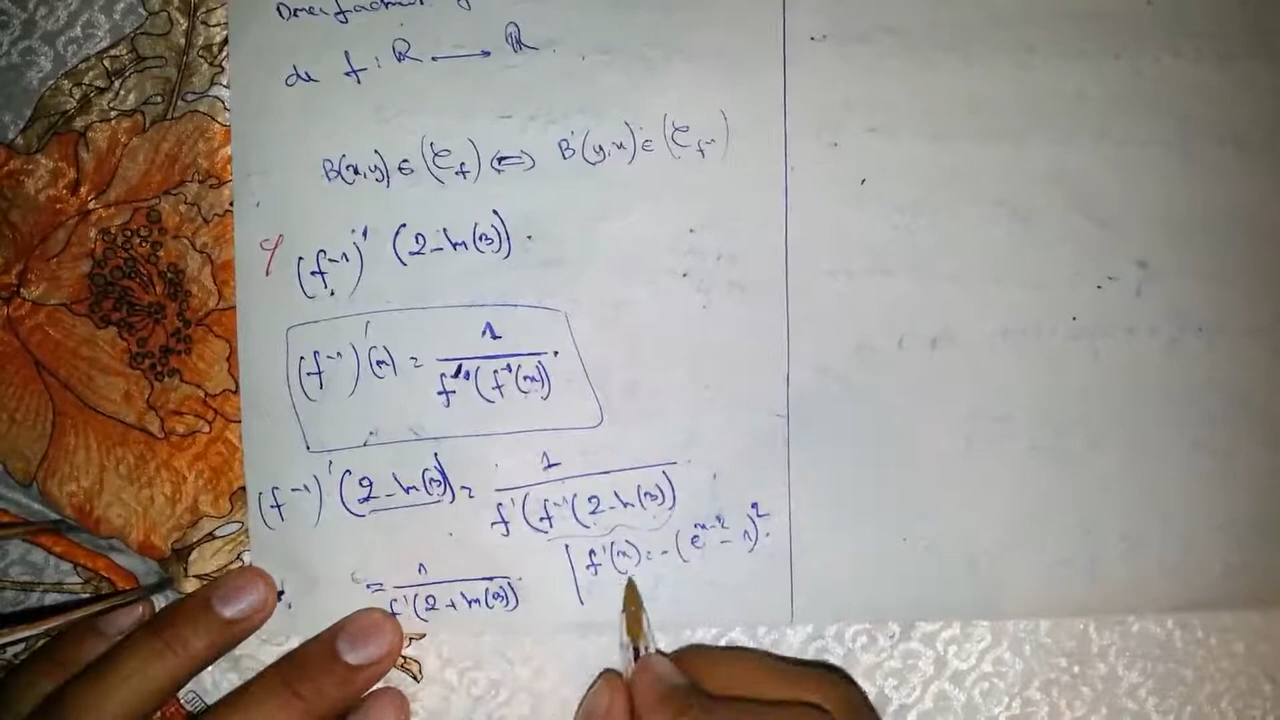 de f : ℝ ⟶ ℝ.
B(x,y) ∈ (C_f) ⟺ B'(y,x) ∈ (C_f⁻¹)
4 (f⁻¹)' (2-ln(3)).
(f⁻¹)'(x) = 1 / f'(f⁻¹(x))
(f⁻¹)'(2-ln(3)) = 1 / f'(f⁻¹(2-ln(3)))
= 1 / f'(2+ln(3)) | f'(x) = -(e^(x-2) - 1)².